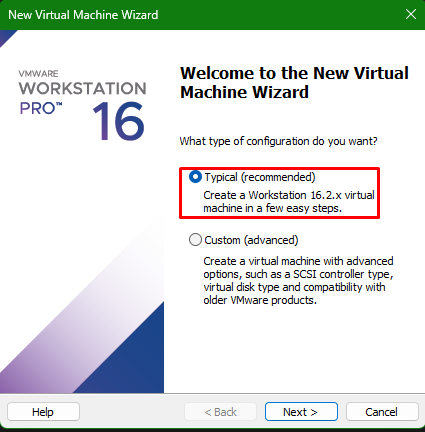 New Virtual Machine Wizard
VMWARE
WORKSTATION
PRO™ 16
Welcome to the New Virtual
Machine Wizard
What type of configuration do you want?
Typical (recommended)
Create a Workstation 16.2.x virtual
machine in a few easy steps.
Custom (advanced)
Create a virtual machine with advanced
options, such as a SCSI controller type,
virtual disk type and compatibility with
older VMware products.
Help
< Back
Next >
Cancel